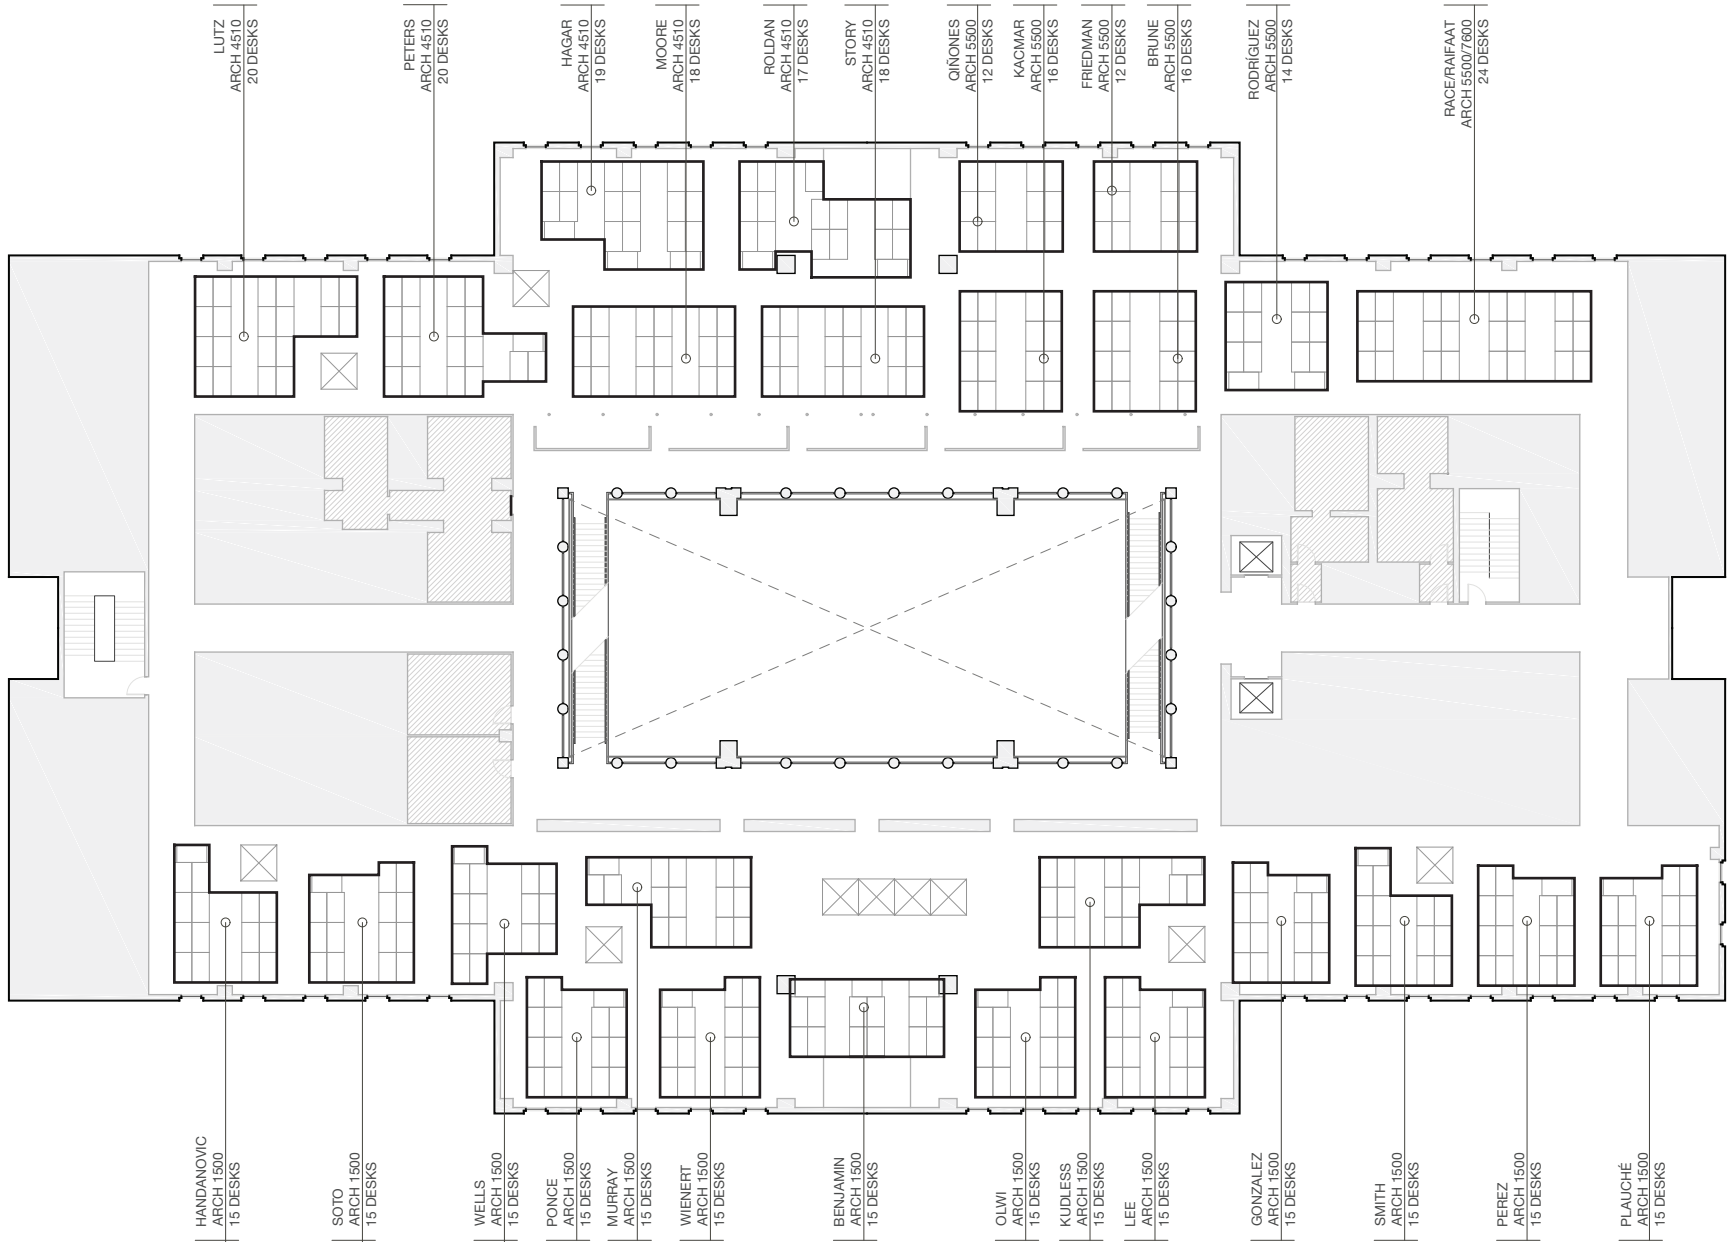 LUTZ
ARCH 4510
20 DESKS
PETERS
ARCH 4510
20 DESKS
HAGAR
ARCH 4510
19 DESKS
MOORE
ARCH 4510
18 DESKS
ROLDAN
ARCH 4510
17 DESKS
STORY
ARCH 4510
18 DESKS
QIÑONES
ARCH 5500
12 DESKS
KACMAR
ARCH 5500
16 DESKS
FRIEDMAN
ARCH 5500
12 DESKS
BRUNE
ARCH 5500
16 DESKS
RODRÍGUEZ
ARCH 5500
14 DESKS
RACE/RAIFAAT
ARCH 5500/7600
24 DESKS
HANDANOVIC
ARCH 1500
15 DESKS
SOTO
ARCH 1500
15 DESKS
WELLS
ARCH 1500
15 DESKS
PONCE
ARCH 1500
15 DESKS
MURRAY
ARCH 1500
15 DESKS
WIENERT
ARCH 1500
15 DESKS
BENJAMIN
ARCH 1500
15 DESKS
OLWI
ARCH 1500
15 DESKS
KUDLESS
ARCH 1500
15 DESKS
LEE
ARCH 1500
15 DESKS
GONZALEZ
ARCH 1500
15 DESKS
SMITH
ARCH 1500
15 DESKS
PEREZ
ARCH 1500
15 DESKS
PLAUCHÉ
ARCH 1500
15 DESKS